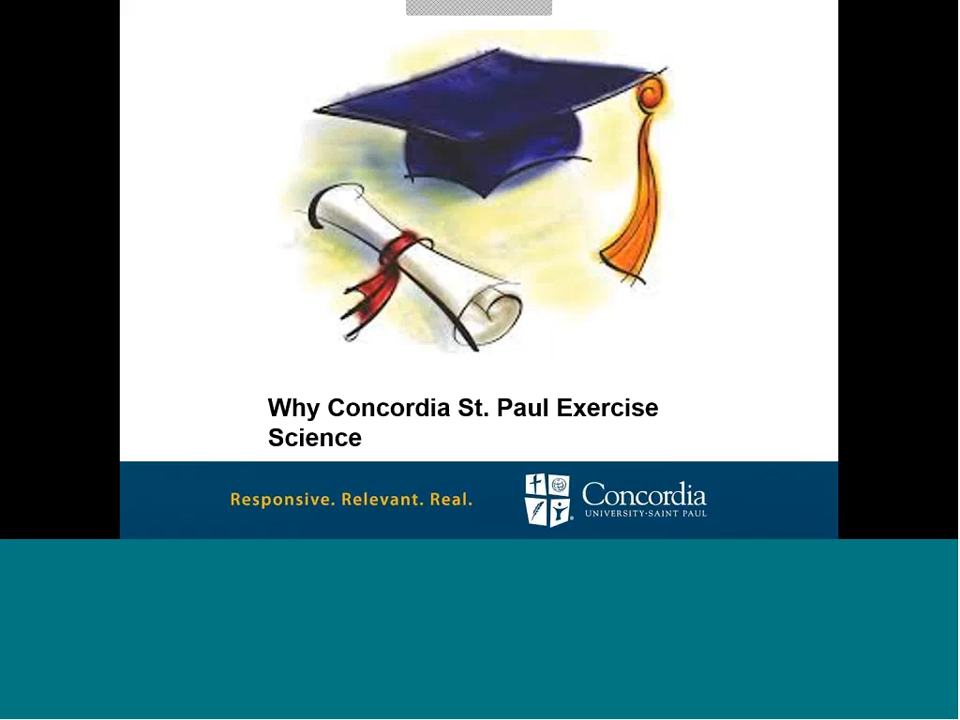 Why Concordia St. Paul Exercise
Science
Responsive. Relevant. Real.
Concordia
UNIVERSITY·SAINT PAUL